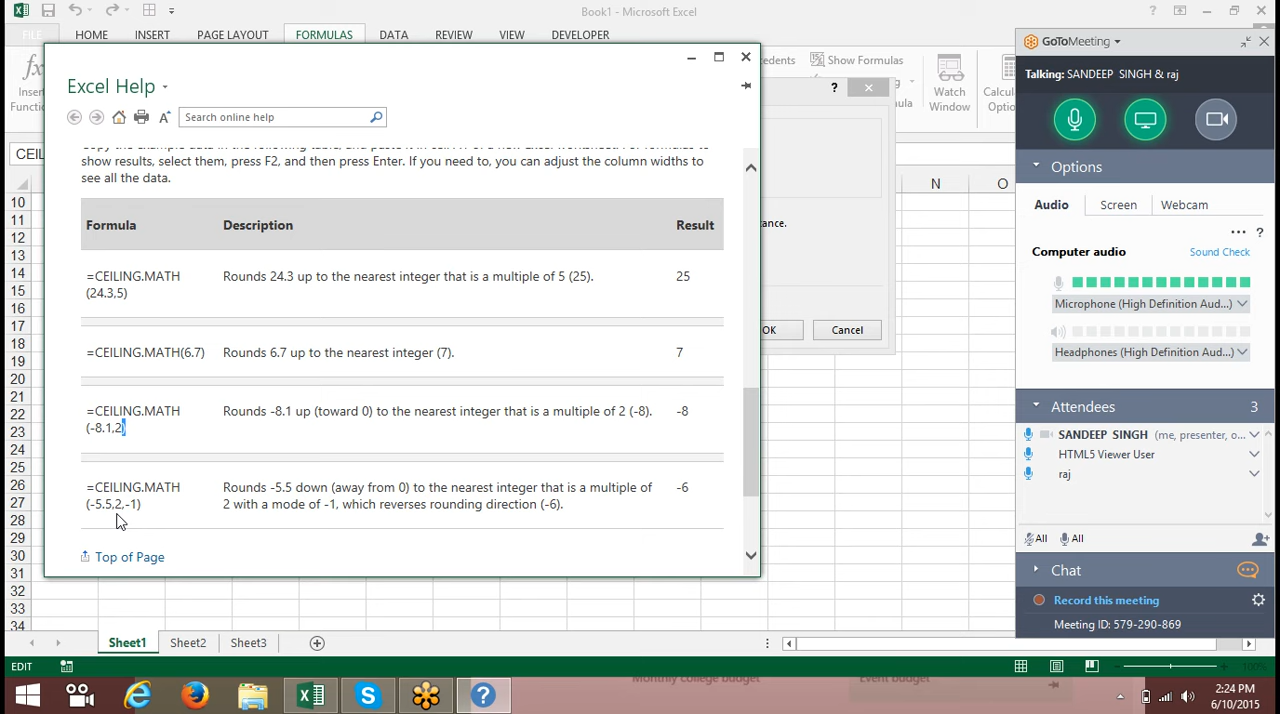 Book1 - Microsoft Excel
FILE HOME INSERT PAGE LAYOUT FORMULAS DATA REVIEW VIEW DEVELOPER
GoToMeeting
Talking: SANDEEP SINGH & raj
fx
Insert
Function
Show Formulas
Watch
Window
Excel Help
Search online help
Options
Audio Screen Webcam
Computer audio Sound Check
Microphone (High Definition Aud...)
Headphones (High Definition Aud...)
CEIL
N O
show results, select them, press F2, and then press Enter. If you need to, you can adjust the column widths to
see all the data.
Formula Description Result
=CEILING.MATH
(24.3,5)
Rounds 24.3 up to the nearest integer that is a multiple of 5 (25). 25
=CEILING.MATH(6.7) Rounds 6.7 up to the nearest integer (7). 7
=CEILING.MATH
(-8.1,2)
Rounds -8.1 up (toward 0) to the nearest integer that is a multiple of 2 (-8). -8
=CEILING.MATH
(-5.5,2,-1)
Rounds -5.5 down (away from 0) to the nearest integer that is a multiple of
2 with a mode of -1, which reverses rounding direction (-6).
-6
Top of Page
OK Cancel
10
11
12
13
14
15
16
17
18
19
20
21
22
23
24
25
26
27
28
29
30
31
32
33
34
Attendees 3
SANDEEP SINGH (me, presenter, o...
HTML5 Viewer User
raj
All All
Chat
Record this meeting
Meeting ID: 579-290-869
Sheet1 Sheet2 Sheet3
EDIT
100%
Monthly college budget Event budget
2:24 PM
6/10/2015